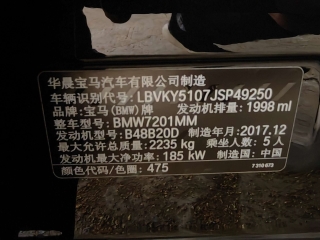 华晨宝马汽车有限公司制造
车辆识别代号: LBVKY5107JSP49250
品牌: 宝马(BMW)牌 发动机排量: 1998 ml
整车型号: BMW7201MM
发动机型号: B48B20D 制造年月: 2017.12
最大允许总质量: 2235 kg 乘坐人数: 5 人
发动机最大净功率: 185 kW 制造国: 中国
颜色代码/色圈: 475 7 310 673